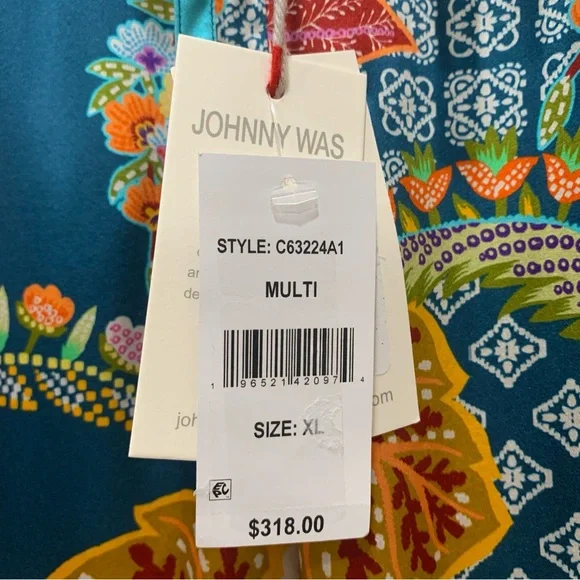 JOHNNY WAS
STYLE: C63224A1
MULTI
1 96521 42097 4
SIZE: XL
$318.00